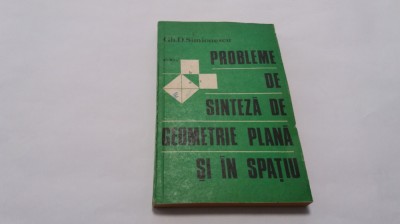 Gh.D.Simionescu
PROBLEME
DE
SINTEZĂ DE
GEOMETRIE PLANĂ
ȘI ÎN SPAȚIU